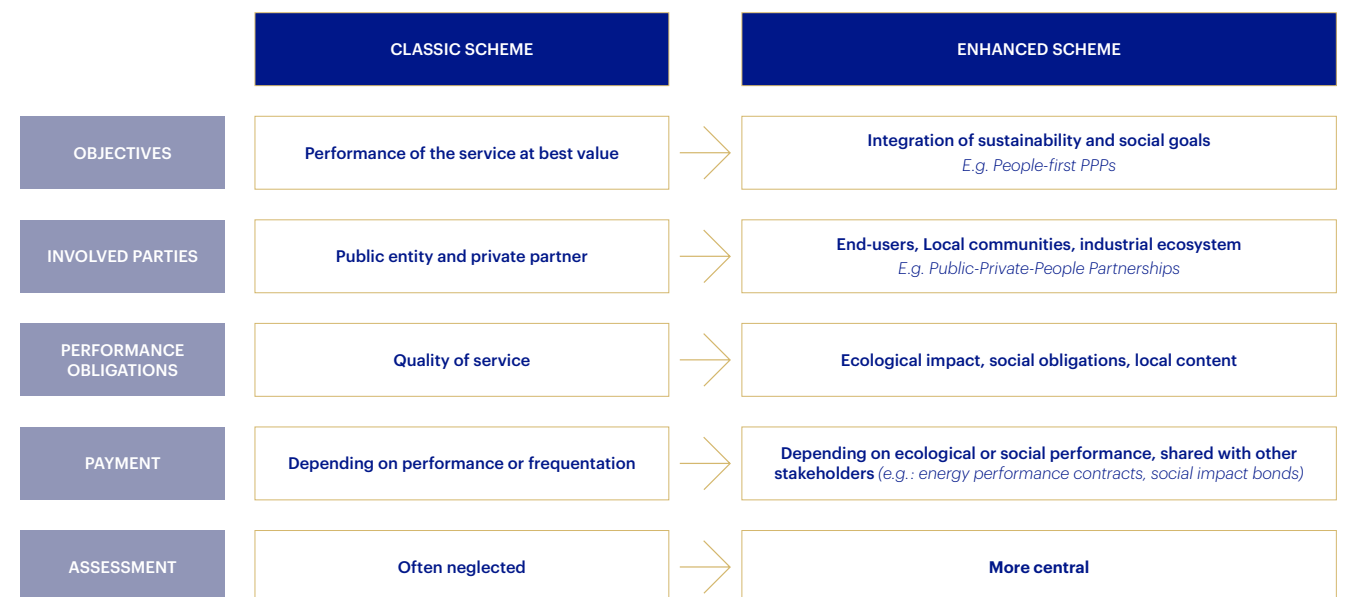 CLASSIC SCHEME
ENHANCED SCHEME
OBJECTIVES
Performance of the service at best value
Integration of sustainability and social goals
E.g. People-first PPPs
INVOLVED PARTIES
Public entity and private partner
End-users, Local communities, industrial ecosystem
E.g. Public-Private-People Partnerships
PERFORMANCE
OBLIGATIONS
Quality of service
Ecological impact, social obligations, local content
PAYMENT
Depending on performance or frequentation
Depending on ecological or social performance, shared with other
stakeholders (e.g.: energy performance contracts, social impact bonds)
ASSESSMENT
Often neglected
More central